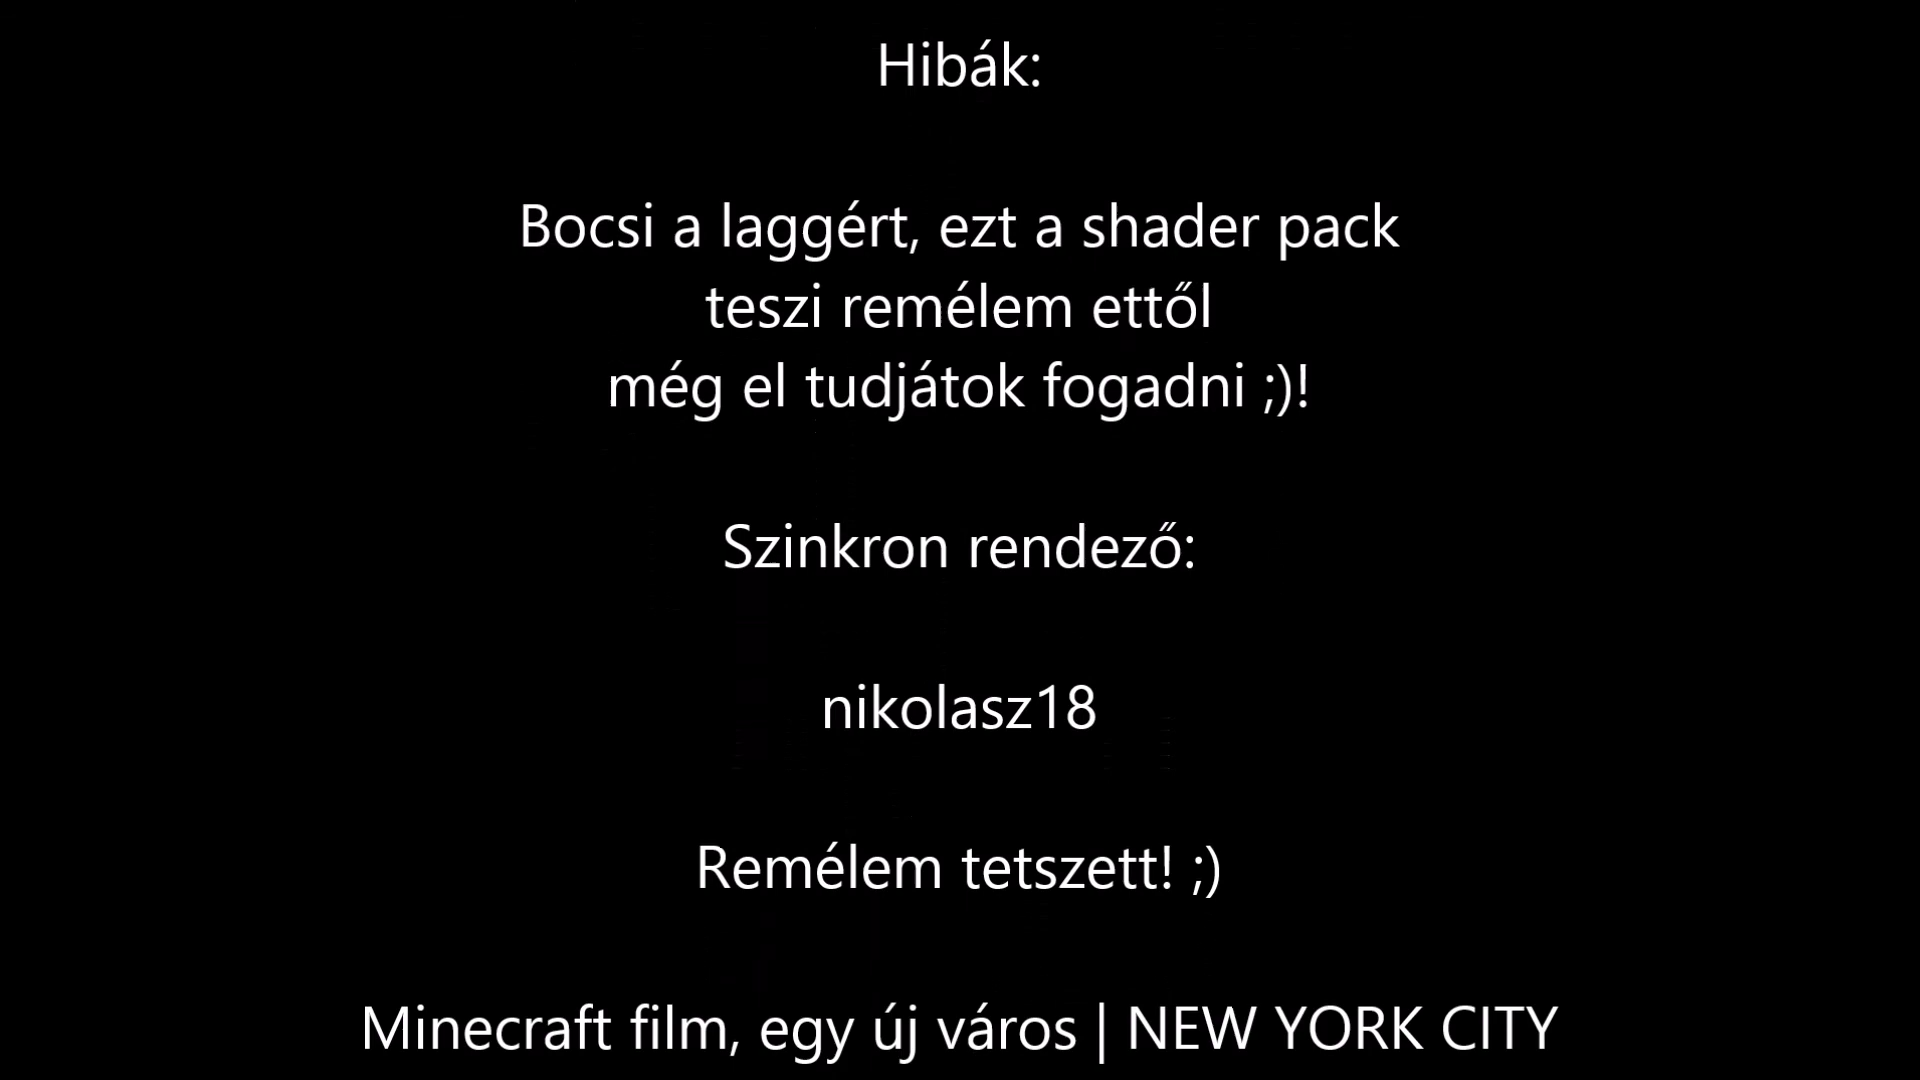 Hibák:
Bocsi a laggért, ezt a shader pack
teszi remélem ettől
még el tudjátok fogadni ;)!
Szinkron rendező:
nikolasz18
Remélem tetszett! ;)
Minecraft film, egy új város | NEW YORK CITY